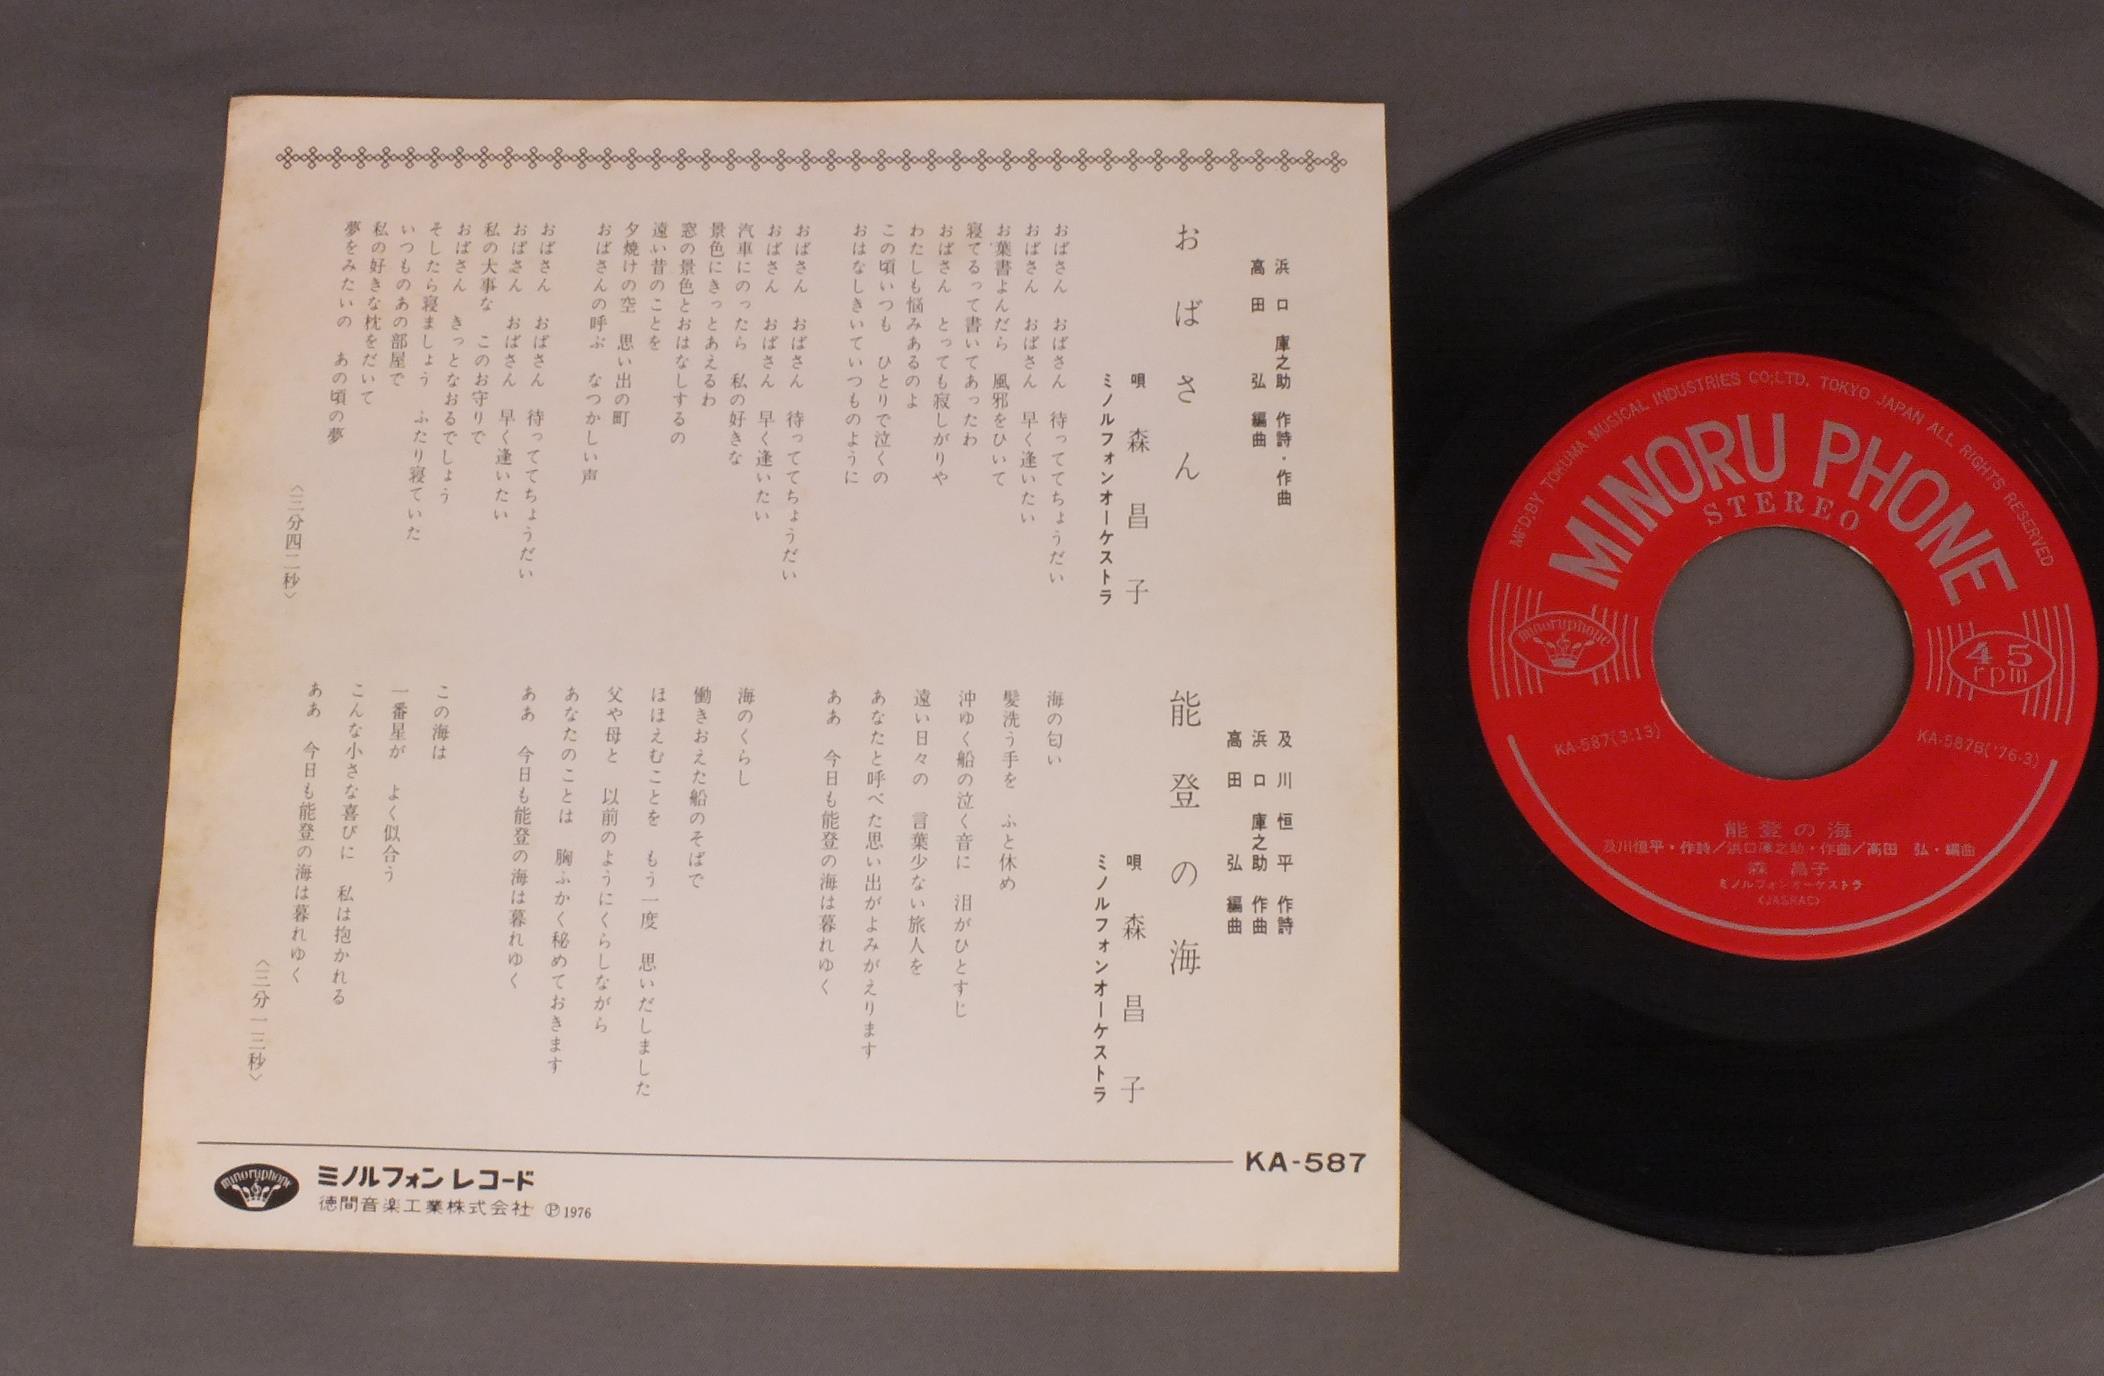 おばさん
浜口庫之助 作詩・作曲
高田 弘 編曲
唄 森 昌子
ミノルフォンオーケストラ
おばさん おばさん 待っててちょうだい
おばさん おばさん 早く逢いたい
お葉書よんだら 風邪をひいて
寝てるって書いてあったわ
おばさん とっても寂しがりや
わたしも悩みあるのよ
この頃いつも ひとりで泣くの
おはなしきいていつものように
おばさん おばさん 待っててちょうだい
おばさん おばさん 早く逢いたい
汽車にのったら 私の好きな
景色にきっとあえるわ
窓の景色とおはなしするの
遠い昔のことを
夕焼けの空 思い出の町
おばさんの呼ぶ なつかしい声
おばさん おばさん 待っててちょうだい
おばさん おばさん 早く逢いたい
私の大事な このお守りで
おばさん きっとなおるでしょう
そしたら寝ましょう ふたり寝ていた
いつものあの部屋で
私の好きな枕をだいて
夢をみたいの あの頃の夢
〈三分四二秒〉
能登の海
及川恒平 作詩
浜口庫之助 作曲
高田 弘 編曲
唄 森 昌子
ミノルフォンオーケストラ
海の匂い
髪洗う手を ふと休め
沖ゆく船の泣く音に 泪がひとすじ
遠い日々の 言葉少ない旅人を
あなたと呼べた思い出がよみがえります
ああ 今日も能登の海は暮れゆく
海のくらし
働きおえた船のそばで
ほほえむことを もう一度 思いだしました
父や母と 以前のようにくらしながら
あなたのことは 胸ふかく秘めておきます
ああ 今日も能登の海は暮れゆく
この海は
一番星が よく似合う
こんな小さな喜びに 私は抱かれる
ああ 今日も能登の海は暮れゆく
〈三分一三秒〉
KA-587
minoruphone
ミノルフォンレコード
徳間音楽工業株式会社 Ⓟ1976
MFD.BY TOKUMA MUSICAL INDUSTRIES CO;LTD, TOKYO JAPAN ALL RIGHTS RESERVED
MINORU PHONE
STEREO
minoruphone
45
rpm
KA-587(3:13)
KA-587B('76-3)
能登の海
及川恒平・作詩/浜口庫之助・作曲/高田 弘・編曲
森 昌子
ミノルフォンオーケストラ
(JASRAC)